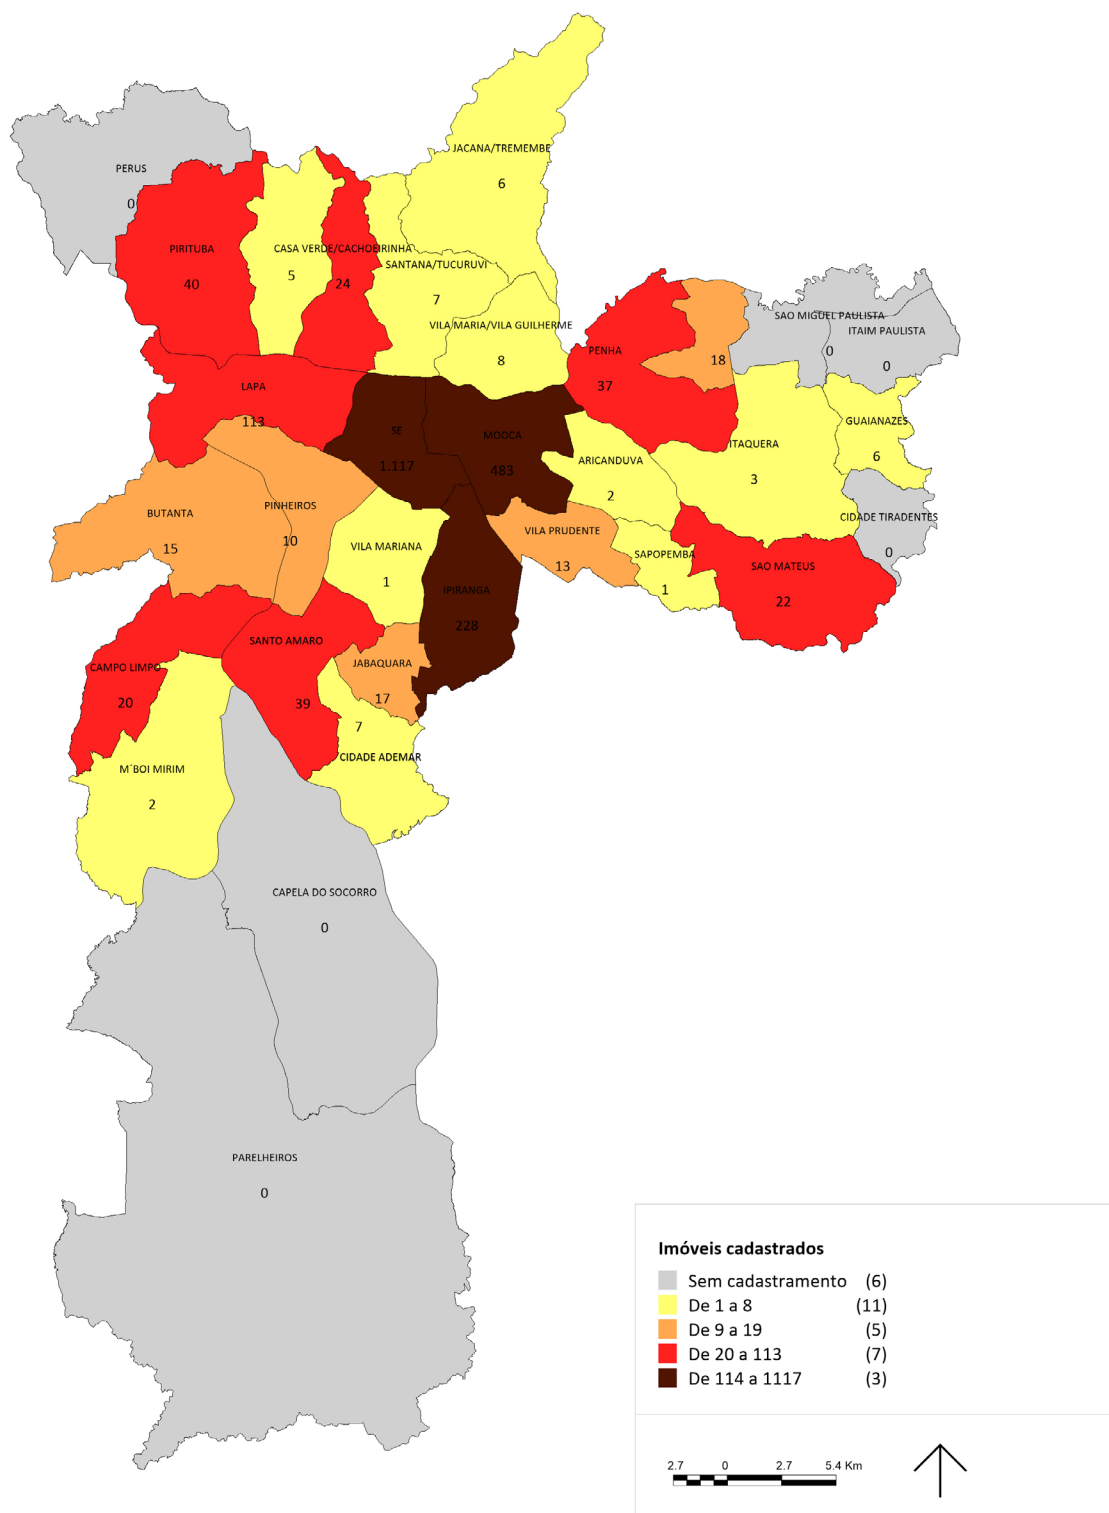 JACANA/TREMEMBE
6
PERUS
0
PIRITUBA
40
CASA VERDE/CACHOEIRINHA
5
24
SANTANA/TUCURUVI
7
VILA MARIA/VILA GUILHERME
8
SAO MIGUEL PAULISTA
0
ITAIM PAULISTA
0
PENHA
37
18
LAPA
113
SE
1.117
MOOCA
483
ARICANDUVA
2
ITAQUERA
3
GUAIANAZES
6
CIDADE TIRADENTES
0
BUTANTA
15
PINHEIROS
10
VILA MARIANA
1
VILA PRUDENTE
13
SAPOPEMBA
1
SAO MATEUS
22
IPIRANGA
228
SANTO AMARO
39
JABAQUARA
17
CAMPO LIMPO
20
7
CIDADE ADEMAR
M´BOI MIRIM
2
CAPELA DO SOCORRO
0
PARELHEIROS
0
Imóveis cadastrados
Sem cadastramento (6)
De 1 a 8 (11)
De 9 a 19 (5)
De 20 a 113 (7)
De 114 a 1117 (3)
2.7 0 2.7 5.4 Km